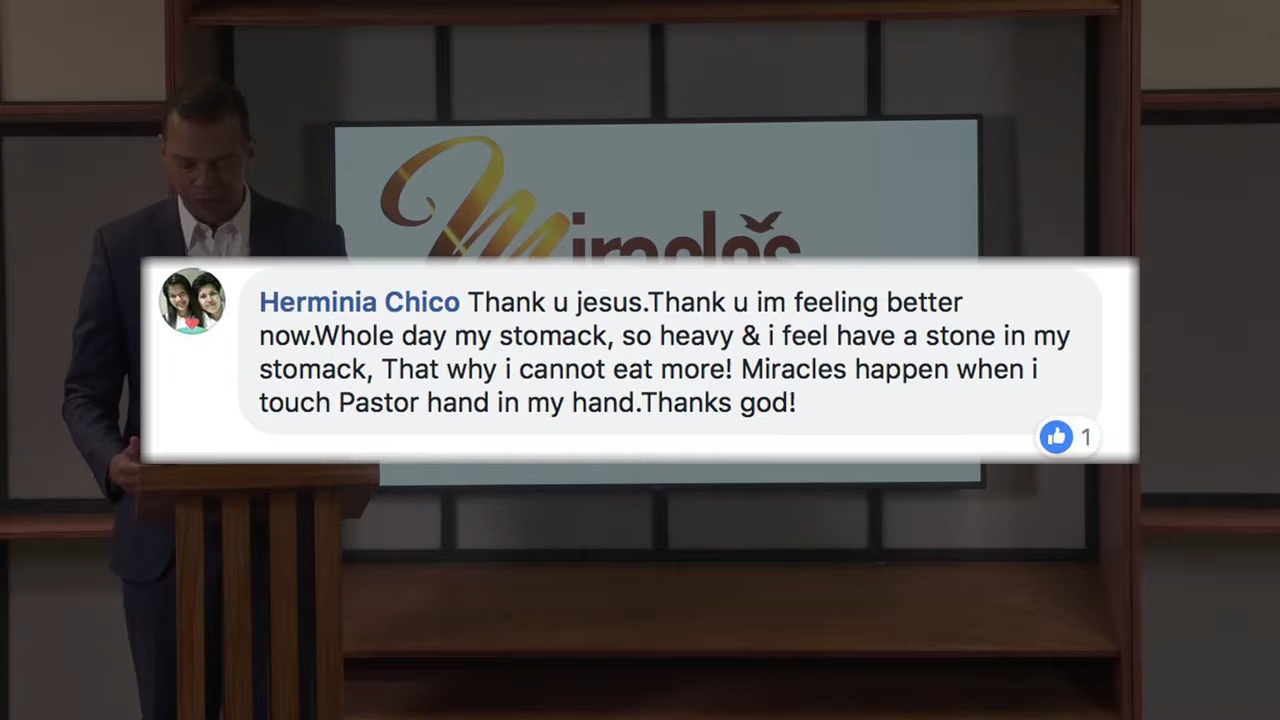 Miracles
Herminia Chico Thank u jesus.Thank u im feeling better
now.Whole day my stomack, so heavy & i feel have a stone in my
stomack, That why i cannot eat more! Miracles happen when i
touch Pastor hand in my hand.Thanks god!
1